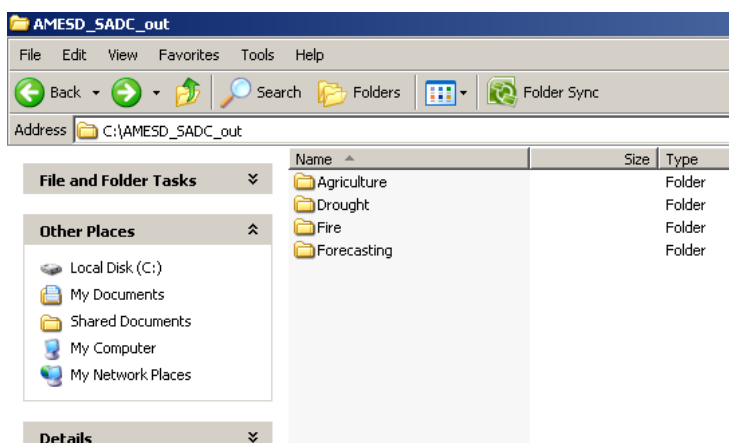 AMESD_SADC_out
File Edit View Favorites Tools Help
Back Search Folders Folder Sync
Address C:\AMESD_SADC_out
Name Size Type
File and Folder Tasks
Agriculture Folder
Drought Folder
Other Places
Fire Folder
Forecasting Folder
Local Disk (C:)
My Documents
Shared Documents
My Computer
My Network Places
Details